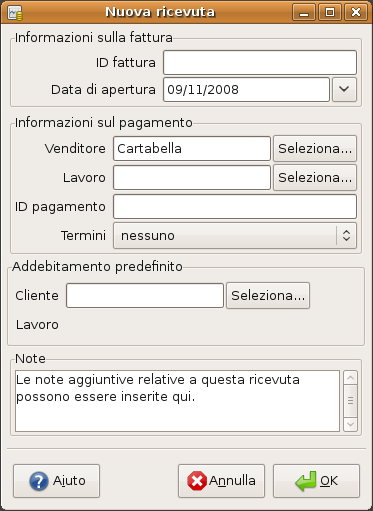 Nuova ricevuta
Informazioni sulla fattura
ID fattura
Data di apertura 09/11/2008
Informazioni sul pagamento
Venditore Cartabella Seleziona...
Lavoro Seleziona...
ID pagamento
Termini nessuno
Addebitamento predefinito
Cliente Seleziona...
Lavoro
Note
Le note aggiuntive relative a questa ricevuta
possono essere inserite qui.
Aiuto Annulla OK